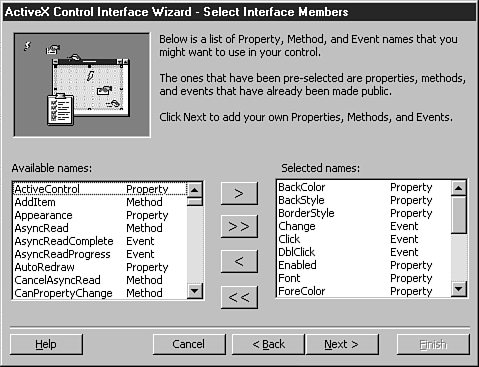 ActiveX Control Interface Wizard - Select Interface Members
Below is a list of Property, Method, and Event names that you
might want to use in your control.
The ones that have been pre-selected are properties, methods,
and events that have already been made public.
Click Next to add your own Properties, Methods, and Events.
Available names:
ActiveControl Property
AddItem Method
Appearance Property
AsyncRead Method
AsyncReadComplete Event
AsyncReadProgress Event
AutoRedraw Property
CancelAsyncRead Method
CanPropertyChange Method
>
>>
<
<<
Selected names:
BackColor Property
BackStyle Property
BorderStyle Property
Change Event
Click Event
DblClick Event
Enabled Property
Font Property
ForeColor Property
Help Cancel < Back Next > Finish